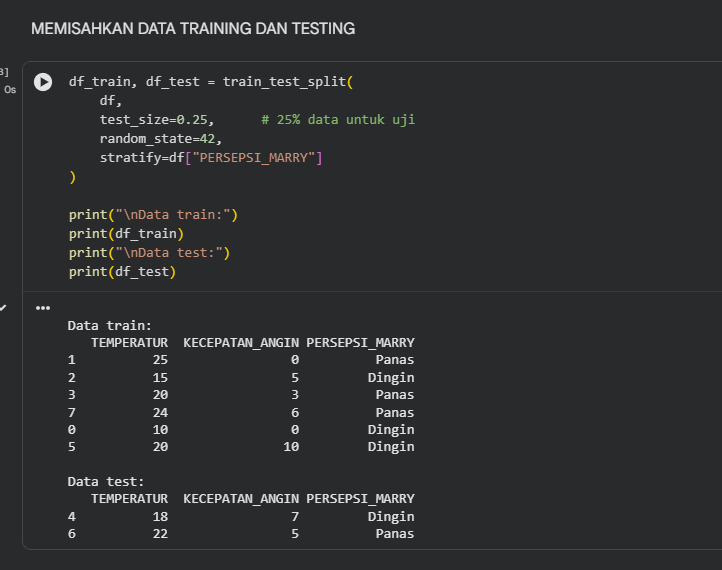 MEMISAHKAN DATA TRAINING DAN TESTING
3]
0s
df_train, df_test = train_test_split(
    df,
    test_size=0.25,      # 25% data untuk uji
    random_state=42,
    stratify=df["PERSEPSI_MARRY"]
)
print("\nData train:")
print(df_train)
print("\nData test:")
print(df_test)
Data train:
   TEMPERATUR  KECEPATAN_ANGIN PERSEPSI_MARRY
1          25                0          Panas
2          15                5         Dingin
3          20                3          Panas
7          24                6          Panas
0          10                0         Dingin
5          20               10         Dingin
Data test:
   TEMPERATUR  KECEPATAN_ANGIN PERSEPSI_MARRY
4          18                7         Dingin
6          22                5          Panas